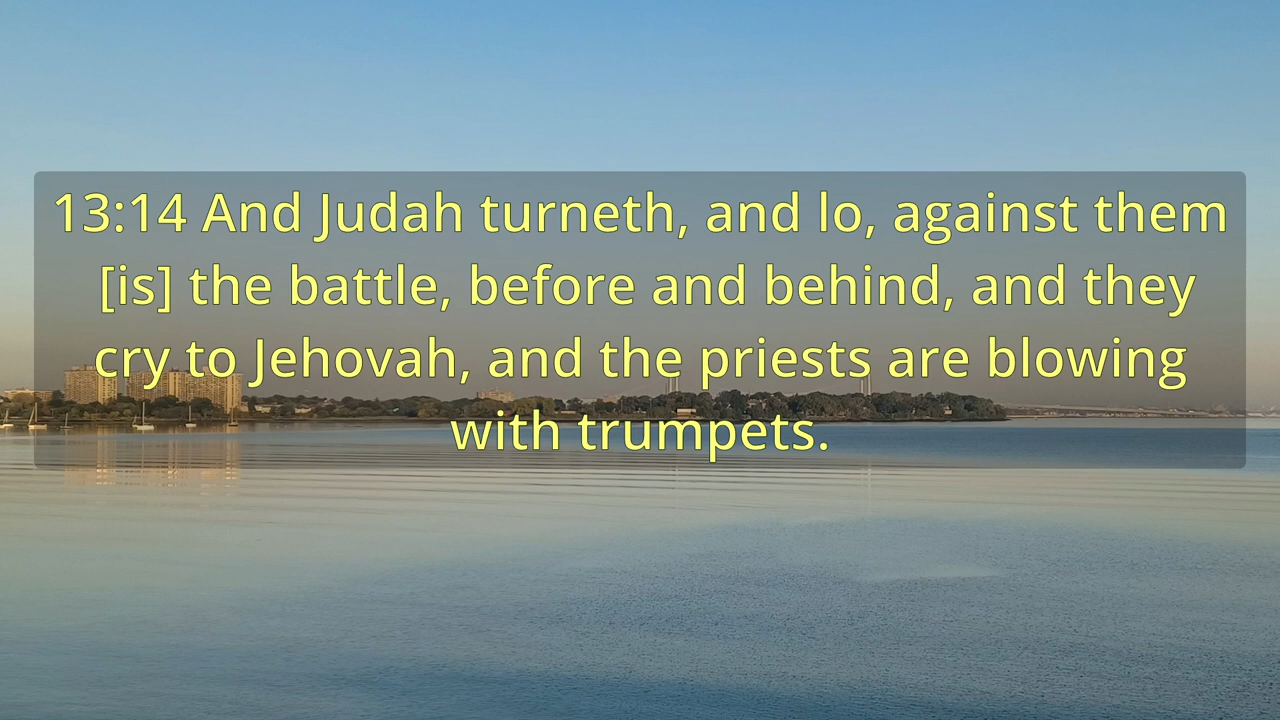 13:14 And Judah turneth, and lo, against them
[is] the battle, before and behind, and they
cry to Jehovah, and the priests are blowing
with trumpets.